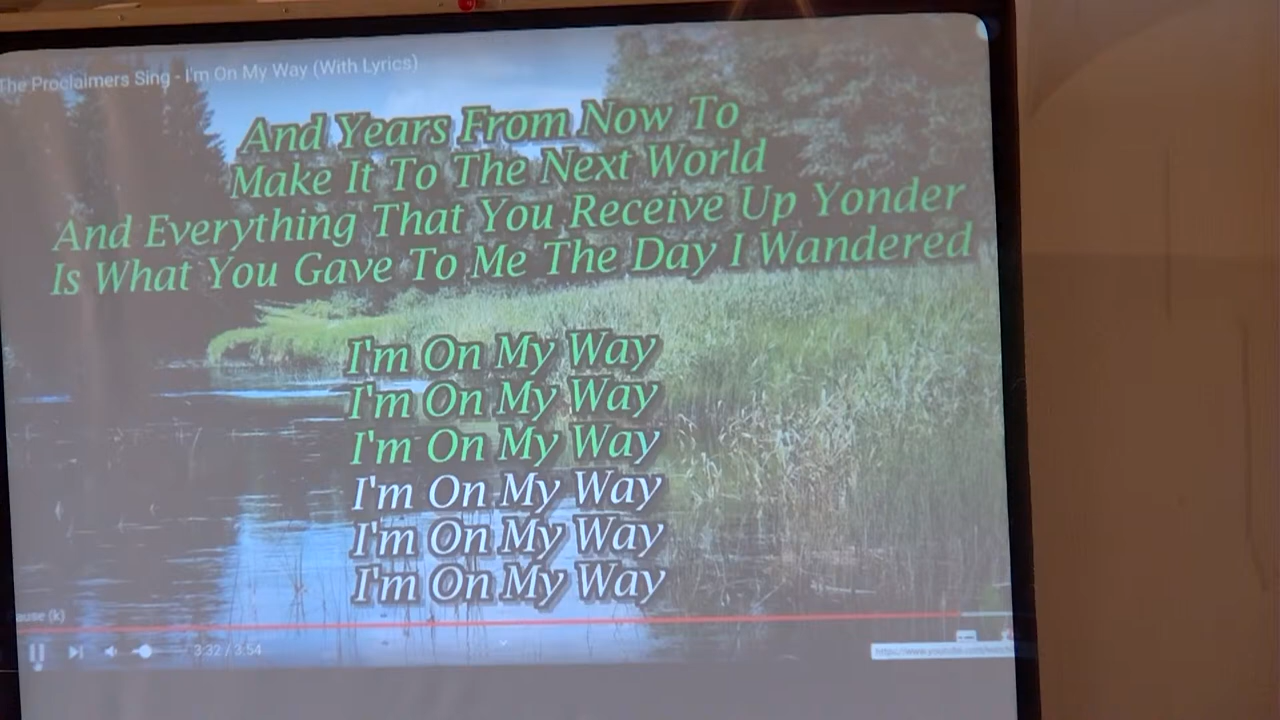 The Proclaimers Sing - I'm On My Way (With Lyrics)
And Years From Now To
Make It To The Next World
And Everything That You Receive Up Yonder
Is What You Gave To Me The Day I Wandered
I'm On My Way
I'm On My Way
I'm On My Way
I'm On My Way
I'm On My Way
I'm On My Way
(k)
3:32 / 3:54